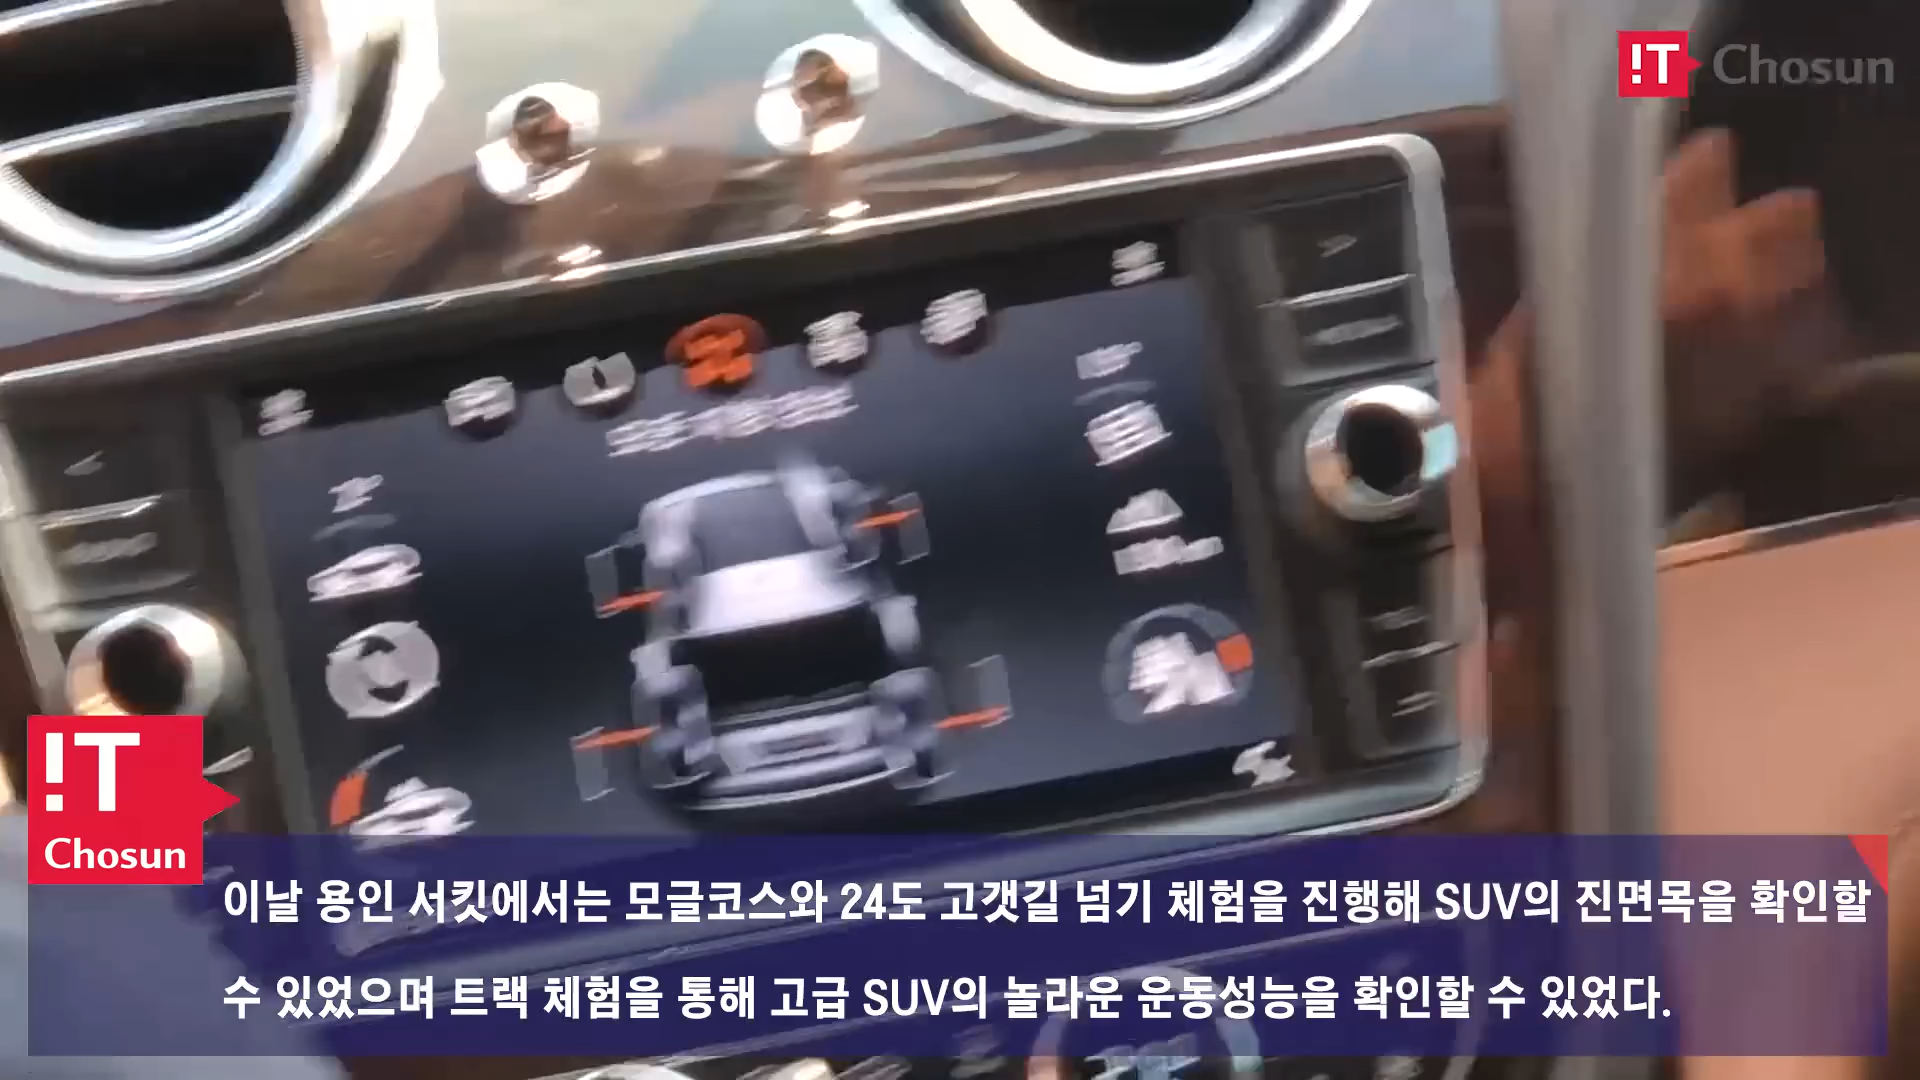 !T Chosun
!T
Chosun
이날 용인 서킷에서는 모글코스와 24도 고갯길 넘기 체험을 진행해 SUV의 진면목을 확인할
수 있었으며 트랙 체험을 통해 고급 SUV의 놀라운 운동성능을 확인할 수 있었다.